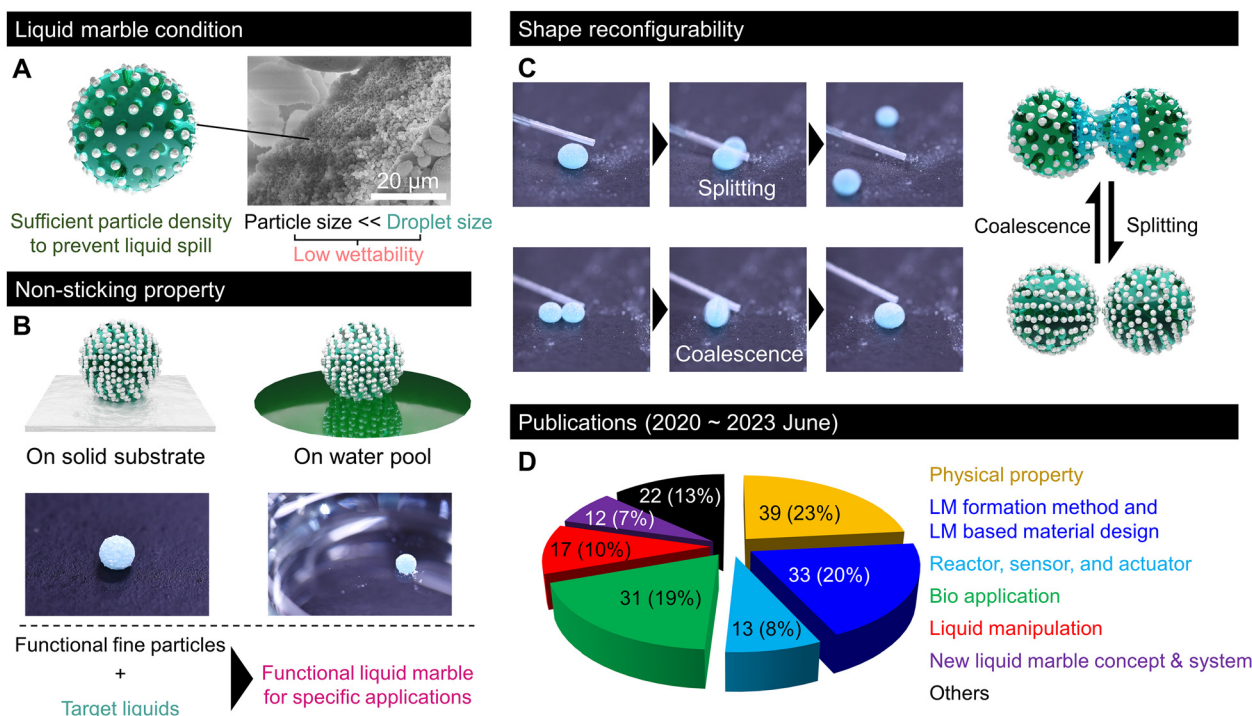 Liquid marble condition
A
20 μm
Sufficient particle density
to prevent liquid spill
Particle size << Droplet size
Low wettability
Non-sticking property
B
On solid substrate
On water pool
Functional fine particles
+
Target liquids
Functional liquid marble
for specific applications
Shape reconfigurability
C
Splitting
Coalescence
Coalescence
Splitting
Publications (2020 ~ 2023 June)
D
22 (13%)
39 (23%)
12 (7%)
17 (10%)
33 (20%)
31 (19%)
13 (8%)
Physical property
LM formation method and
LM based material design
Reactor, sensor, and actuator
Bio application
Liquid manipulation
New liquid marble concept & system
Others